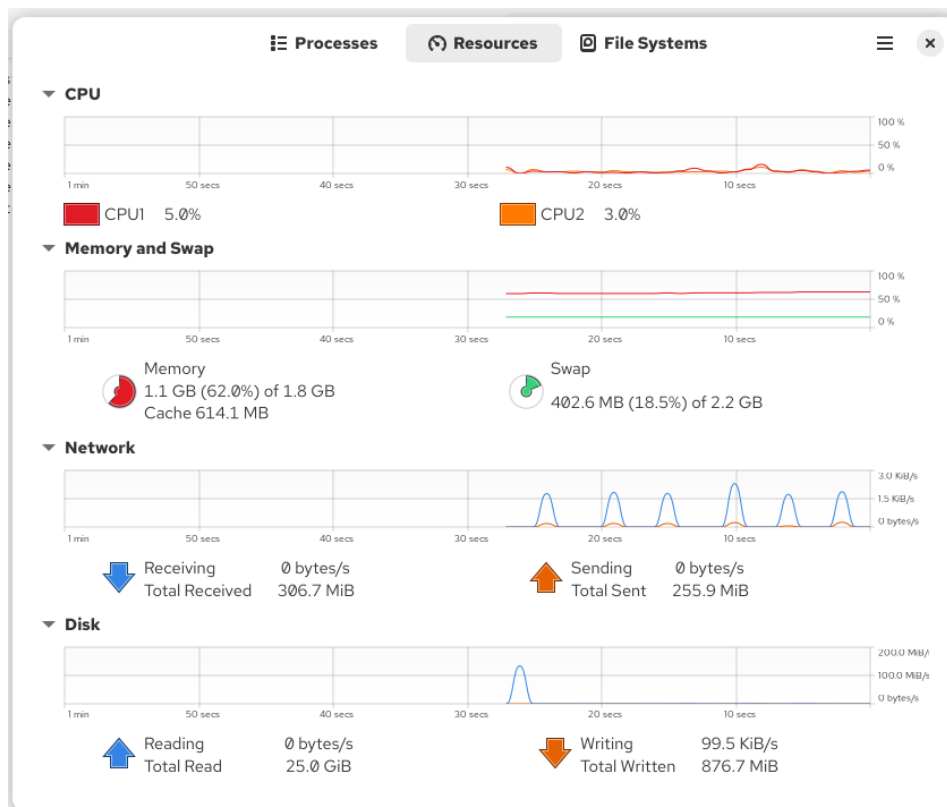 Processes Resources File Systems
CPU
100 %
50 %
0 %
1 min 50 secs 40 secs 30 secs 20 secs 10 secs
CPU1 5.0% CPU2 3.0%
Memory and Swap
100 %
50 %
0 %
1 min 50 secs 40 secs 30 secs 20 secs 10 secs
Memory Swap
1.1 GB (62.0%) of 1.8 GB 402.6 MB (18.5%) of 2.2 GB
Cache 614.1 MB
Network
3.0 KiB/s
1.5 KiB/s
0 bytes/s
1 min 50 secs 40 secs 30 secs 20 secs 10 secs
Receiving 0 bytes/s Sending 0 bytes/s
Total Received 306.7 MiB Total Sent 255.9 MiB
Disk
200.0 MiB/s
100.0 MiB/s
0 bytes/s
1 min 50 secs 40 secs 30 secs 20 secs 10 secs
Reading 0 bytes/s Writing 99.5 KiB/s
Total Read 25.0 GiB Total Written 876.7 MiB